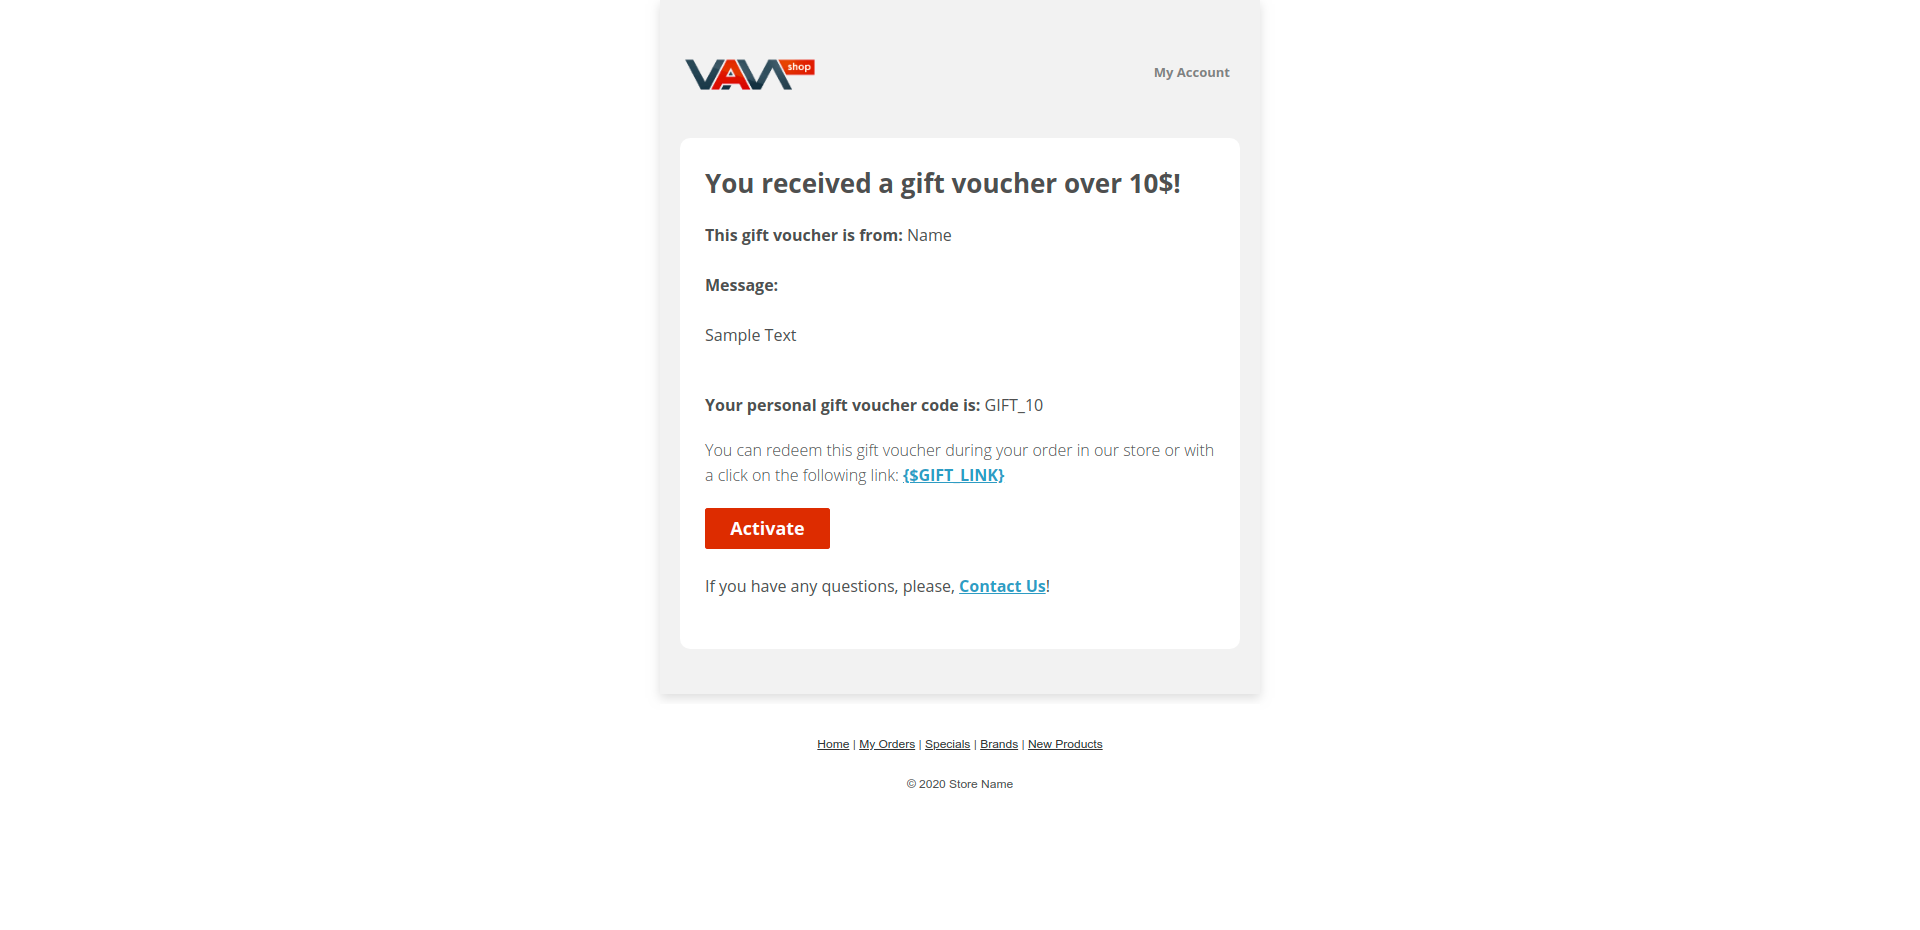 VAM shop
My Account
You received a gift voucher over 10$!
This gift voucher is from: Name
Message:
Sample Text
Your personal gift voucher code is: GIFT_10
You can redeem this gift voucher during your order in our store or with
a click on the following link: {$GIFT_LINK}
Activate
If you have any questions, please, Contact Us!
Home | My Orders | Specials | Brands | New Products
© 2020 Store Name